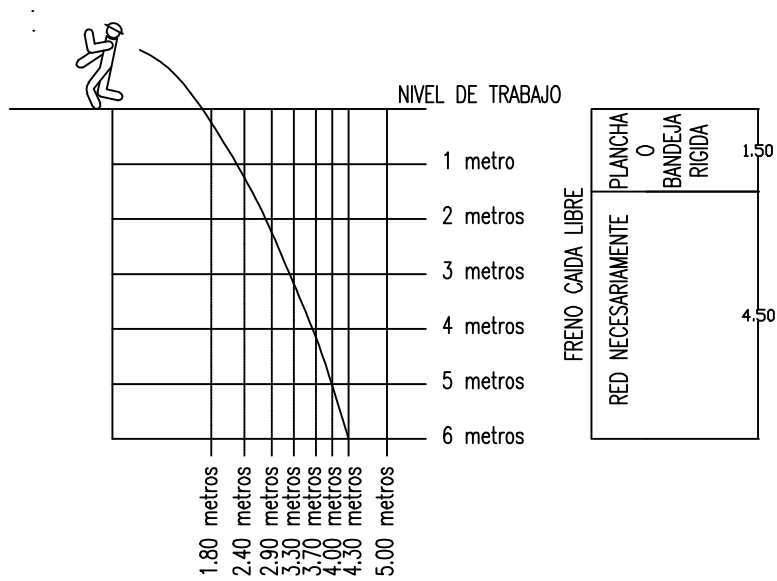 NIVEL DE TRABAJO
1 metro
2 metros
3 metros
4 metros
5 metros
6 metros
1.80 metros
2.40 metros
2.90 metros
3.30 metros
3.70 metros
4.00 metros
4.30 metros
5.00 metros
FRENO CAIDA LIBRE
PLANCHA
O
BANDEJA
RIGIDA
1.50
RED NECESARIAMENTE
4.50